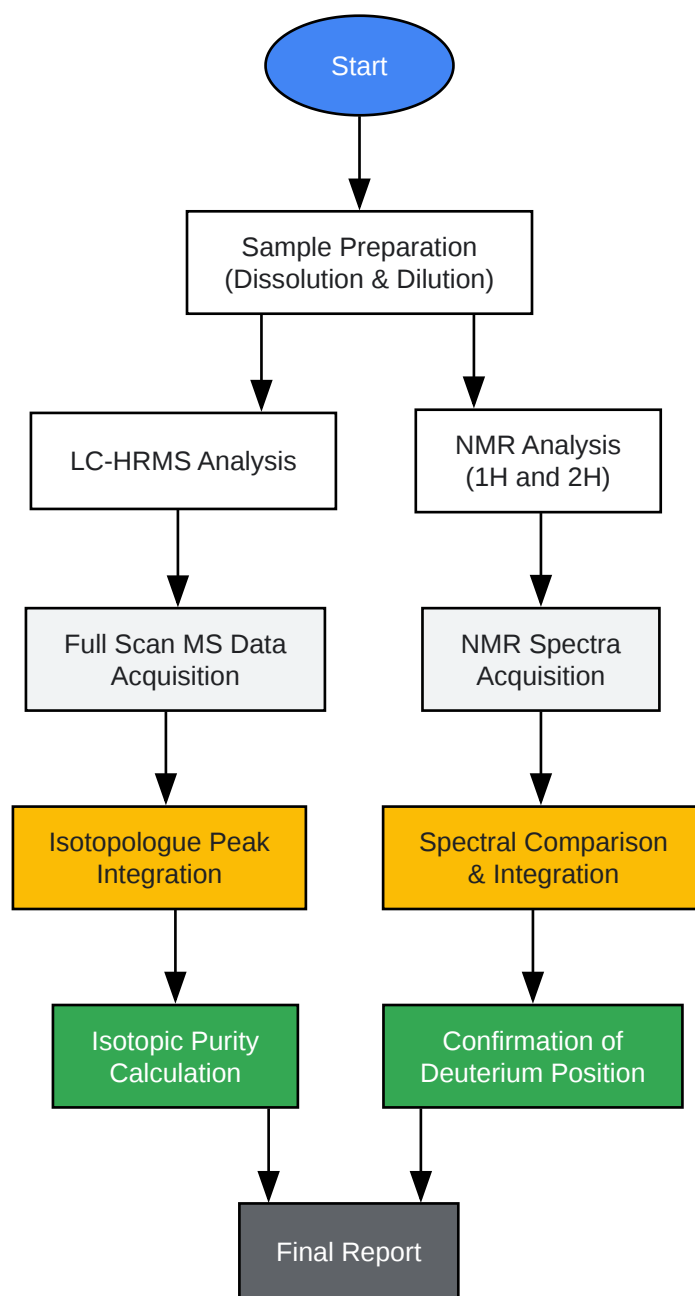 Start
Sample Preparation
(Dissolution & Dilution)
LC-HRMS Analysis
NMR Analysis
(1H and 2H)
Full Scan MS Data
Acquisition
NMR Spectra
Acquisition
Isotopologue Peak
Integration
Spectral Comparison
& Integration
Isotopic Purity
Calculation
Confirmation of
Deuterium Position
Final Report